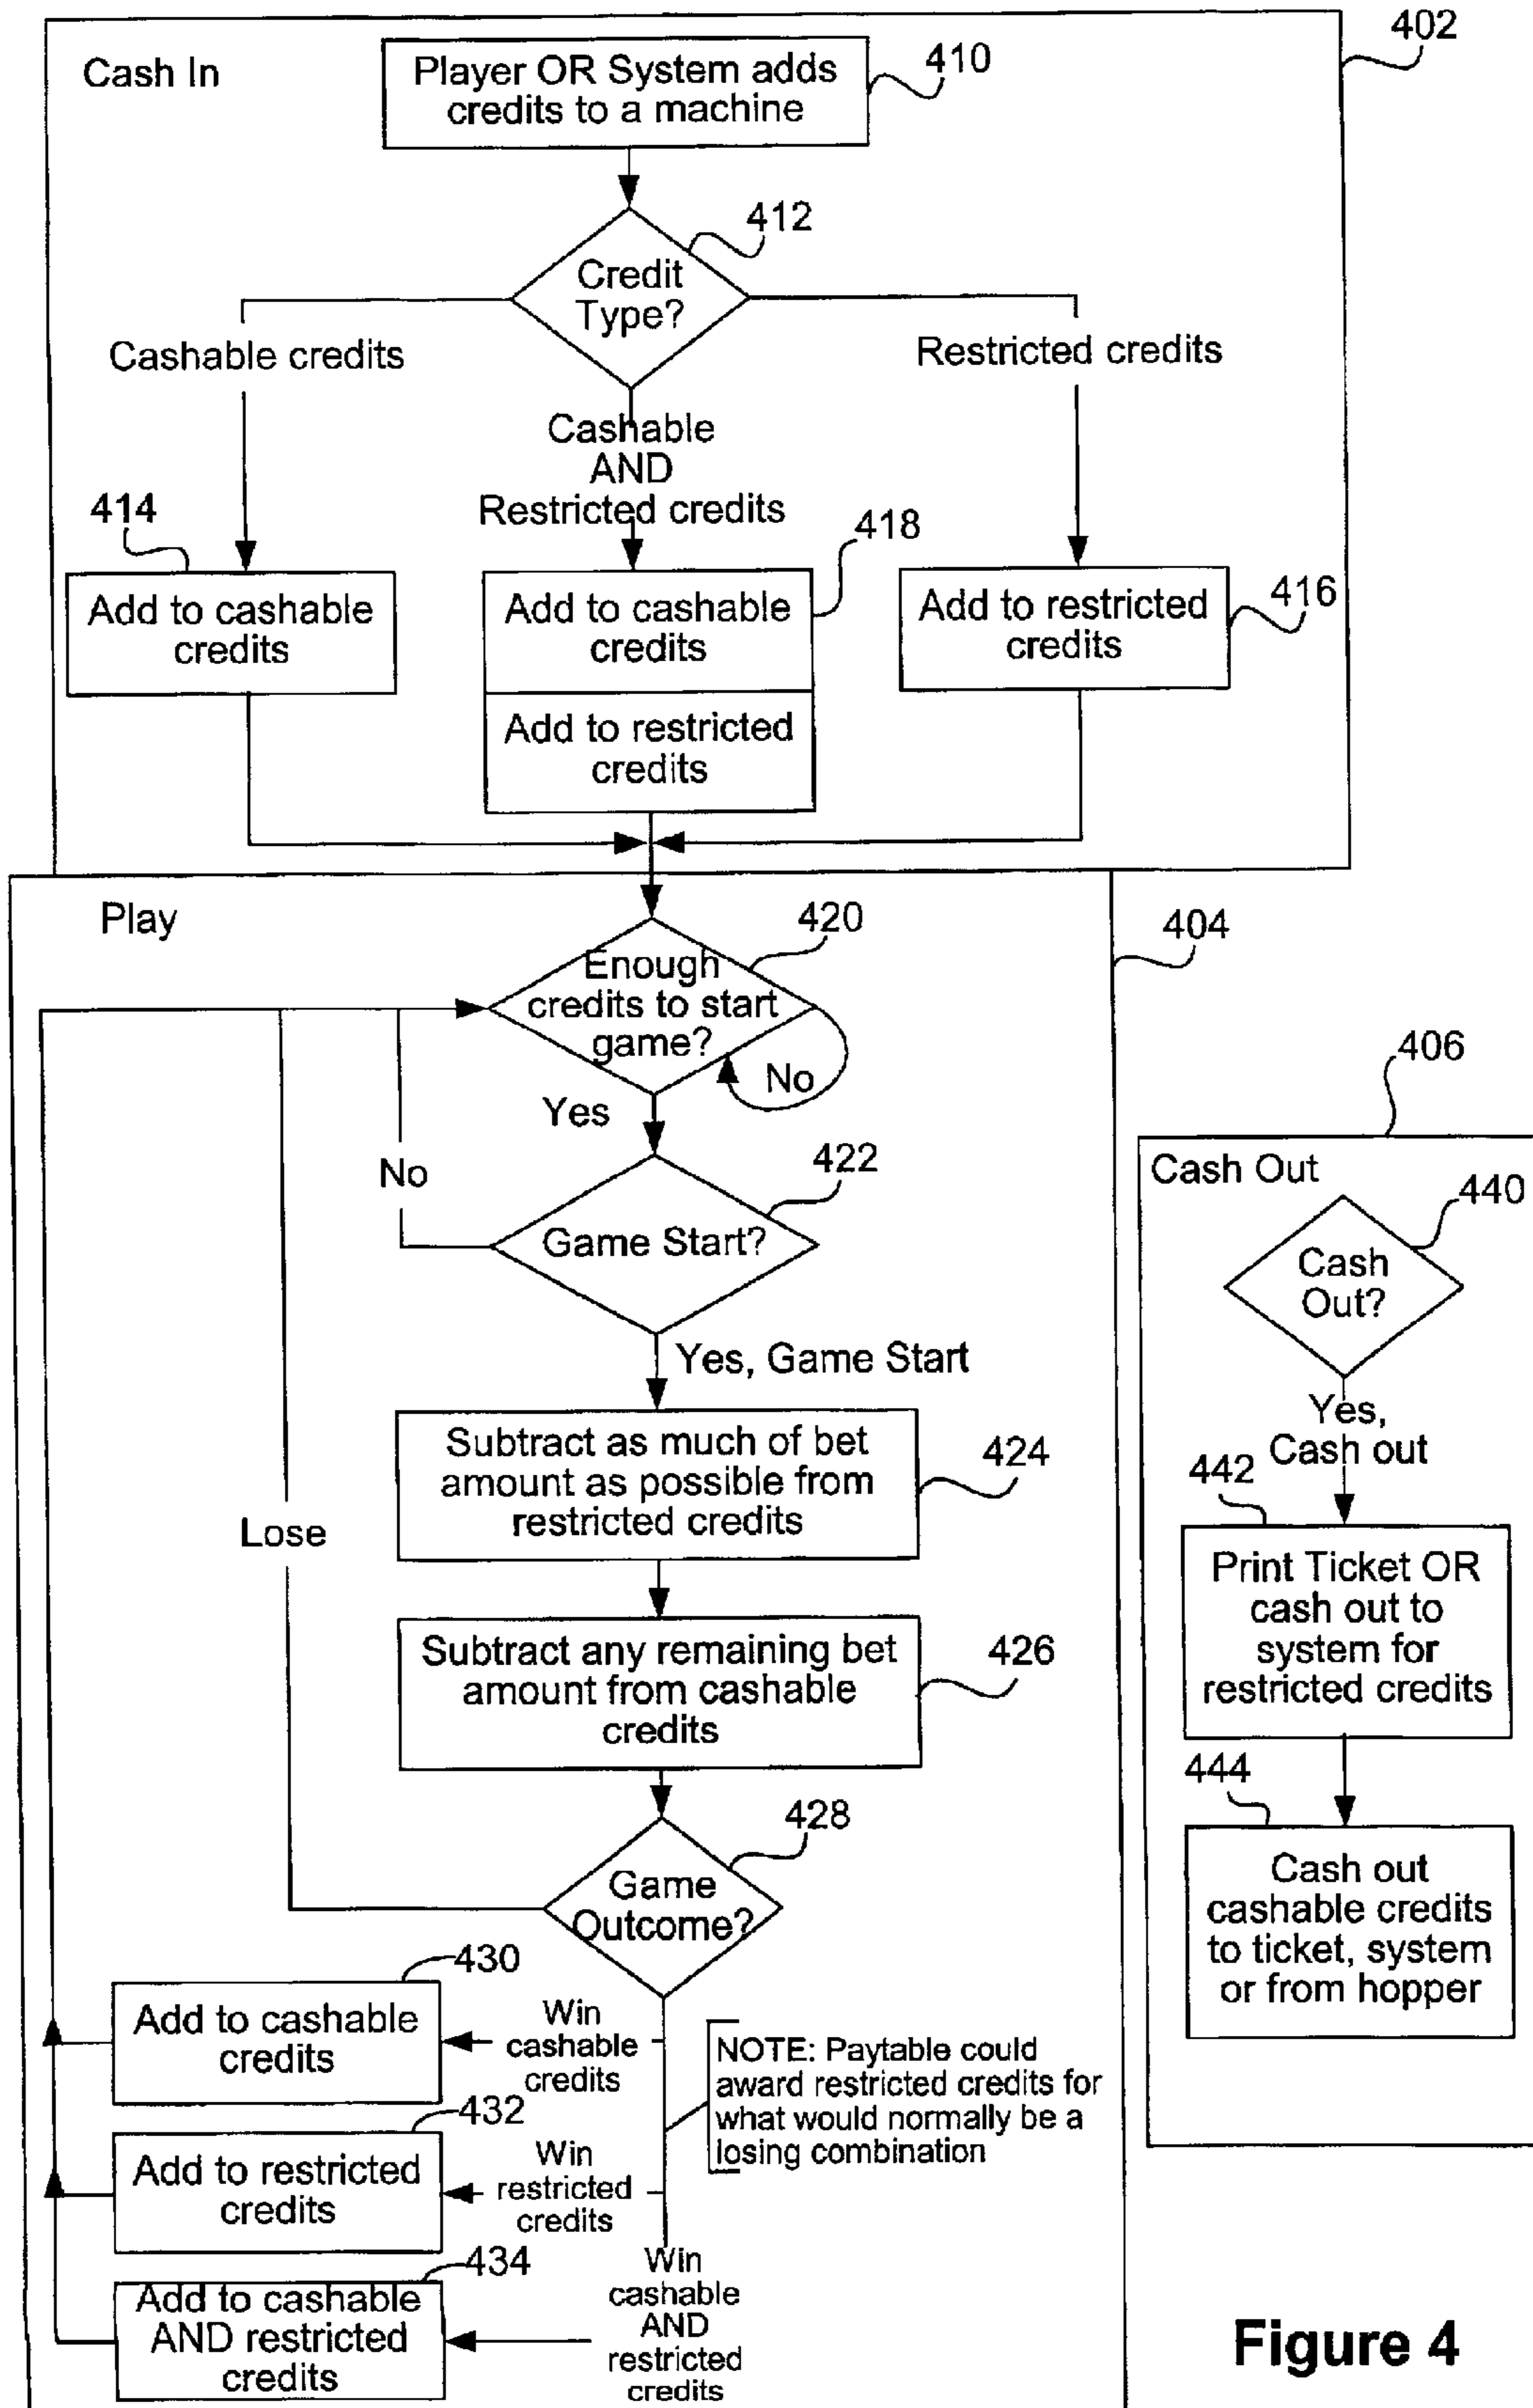 402
Cash In
Player OR System adds
credits to a machine
410
412
Credit
Type?
Cashable credits
Restricted credits
Cashable
AND
Restricted credits
414
418
416
Add to cashable
credits
Add to cashable
credits
Add to restricted
credits
Add to restricted
credits
Play
420
404
Enough
credits to start
game?
No
Yes
No
422
Game Start?
Yes, Game Start
Subtract as much of bet
amount as possible from
restricted credits
424
Lose
Subtract any remaining bet
amount from cashable
credits
426
428
Game
Outcome?
430
Add to cashable
credits
Win
cashable
credits
NOTE: Paytable could
award restricted credits for
what would normally be a
losing combination
432
Add to restricted
credits
Win
restricted
credits
434
Add to cashable
AND restricted
credits
Win
cashable
AND
restricted
credits
406
Cash Out
440
Cash
Out?
Yes,
Cash out
442
Print Ticket OR
cash out to
system for
restricted credits
444
Cash out
cashable credits
to ticket, system
or from hopper
Figure 4